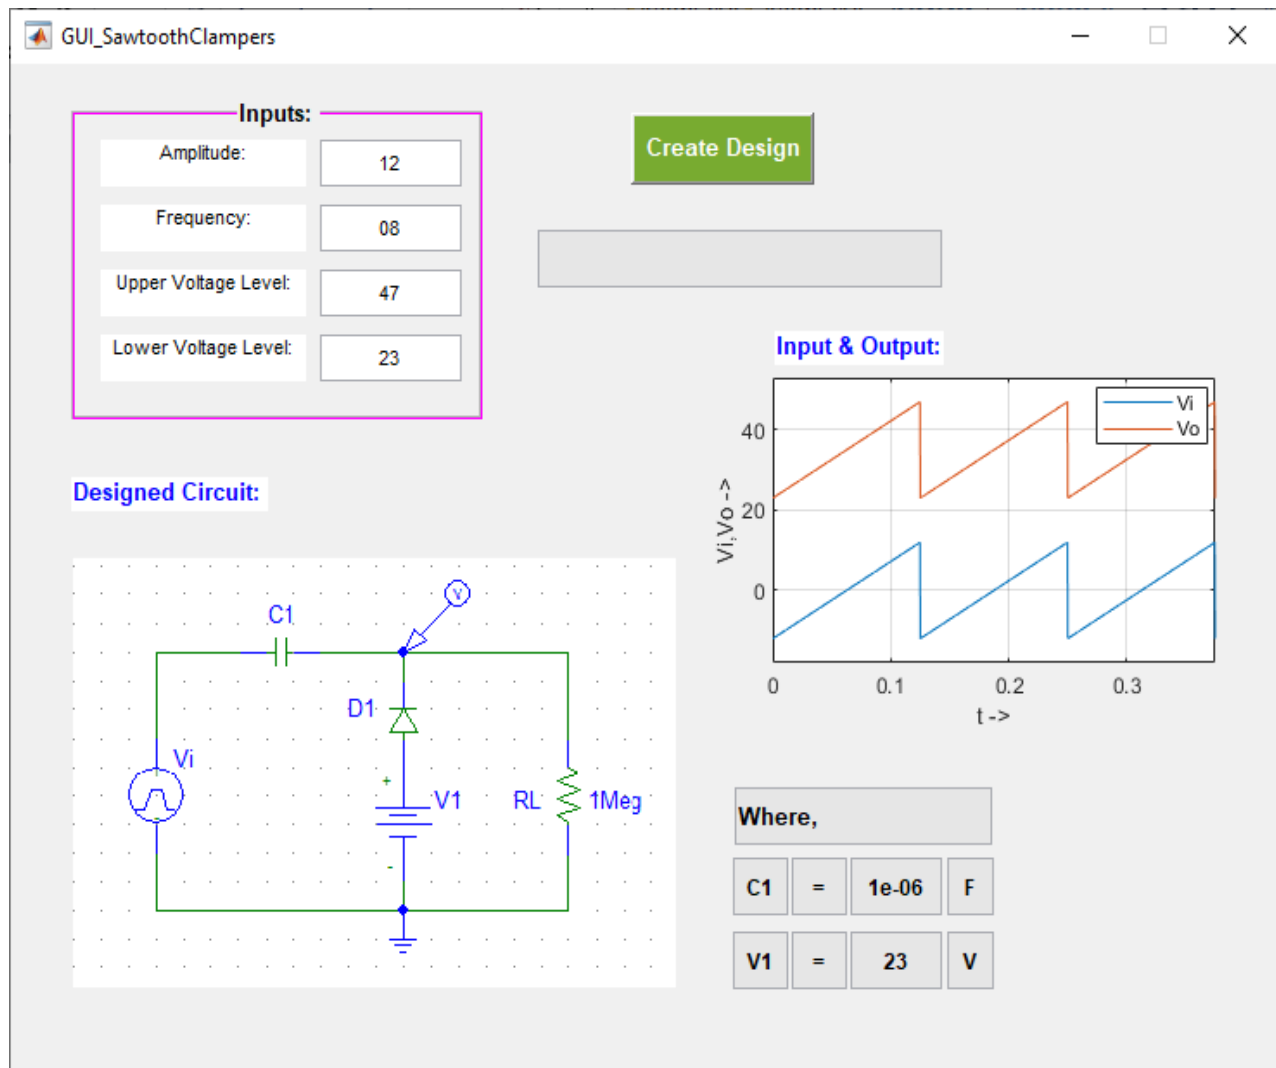 GUI_SawtoothClampers
Inputs:
Amplitude: 12
Frequency: 08
Upper Voltage Level: 47
Lower Voltage Level: 23
Create Design
Input & Output:
Vi
Vo
40
20
0
Vi,Vo -->
0 0.1 0.2 0.3
t ->
Designed Circuit:
C1
V
D1
Vi
+
V1
RL
1Meg
-
Where,
C1 = 1e-06 F
V1 = 23 V